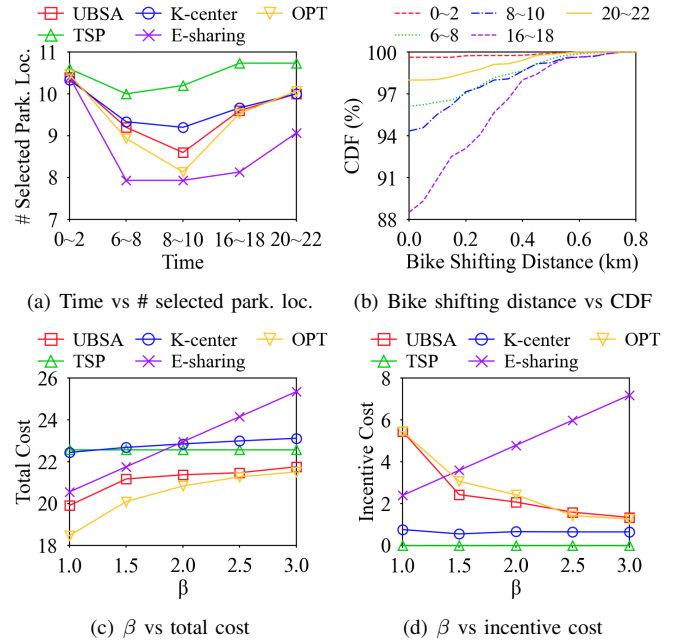 UBSA K-center OPT
TSP E-sharing
# Selected Park. Loc.
11
10
9
8
7
0~2 6~8 8~10 16~18 20~22
Time
(a) Time vs # selected park. loc.
0~2 8~10 20~22
6~8 16~18
CDF (%)
100
97
94
91
88
0.0 0.2 0.4 0.6 0.8
Bike Shifting Distance (km)
(b) Bike shifting distance vs CDF
UBSA K-center OPT
TSP E-sharing
Total Cost
26
24
22
20
18
1.0 1.5 2.0 2.5 3.0
β
(c) β vs total cost
UBSA K-center OPT
TSP E-sharing
Incentive Cost
8
6
4
2
0
1.0 1.5 2.0 2.5 3.0
β
(d) β vs incentive cost